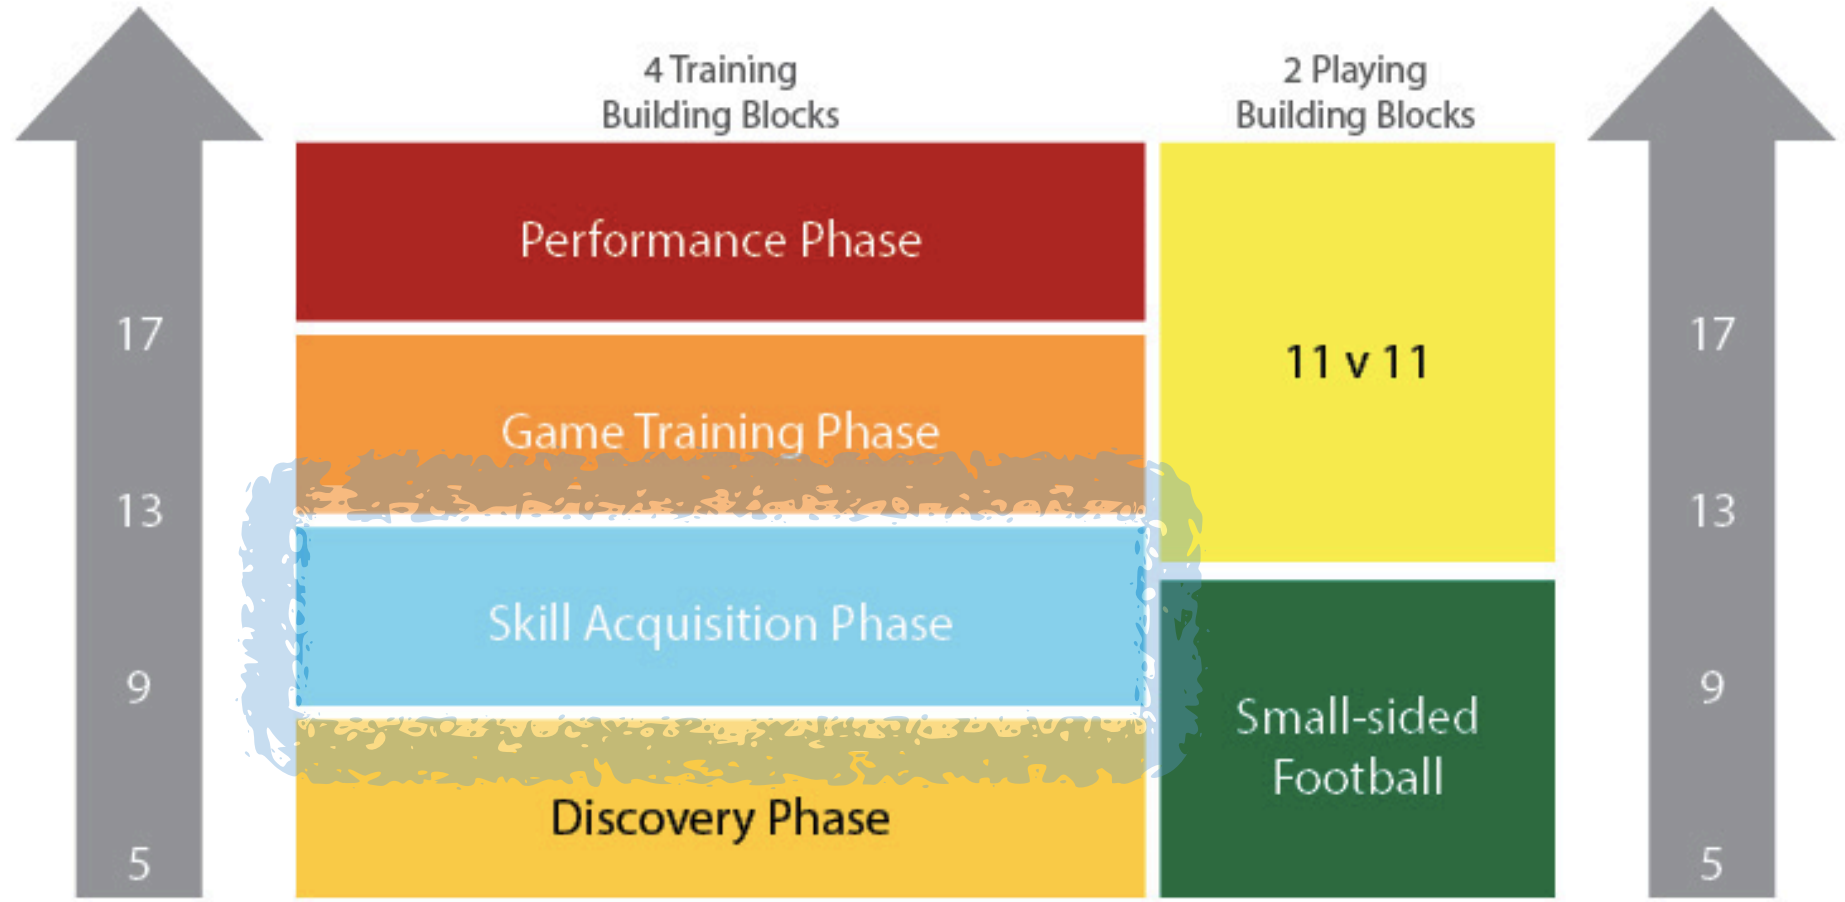 4 Training
Building Blocks
2 Playing
Building Blocks
Performance Phase
17
17
11 v 11
Game Training Phase
13
13
Skill Acquisition Phase
9
9
Small-sided
Football
Discovery Phase
5
5